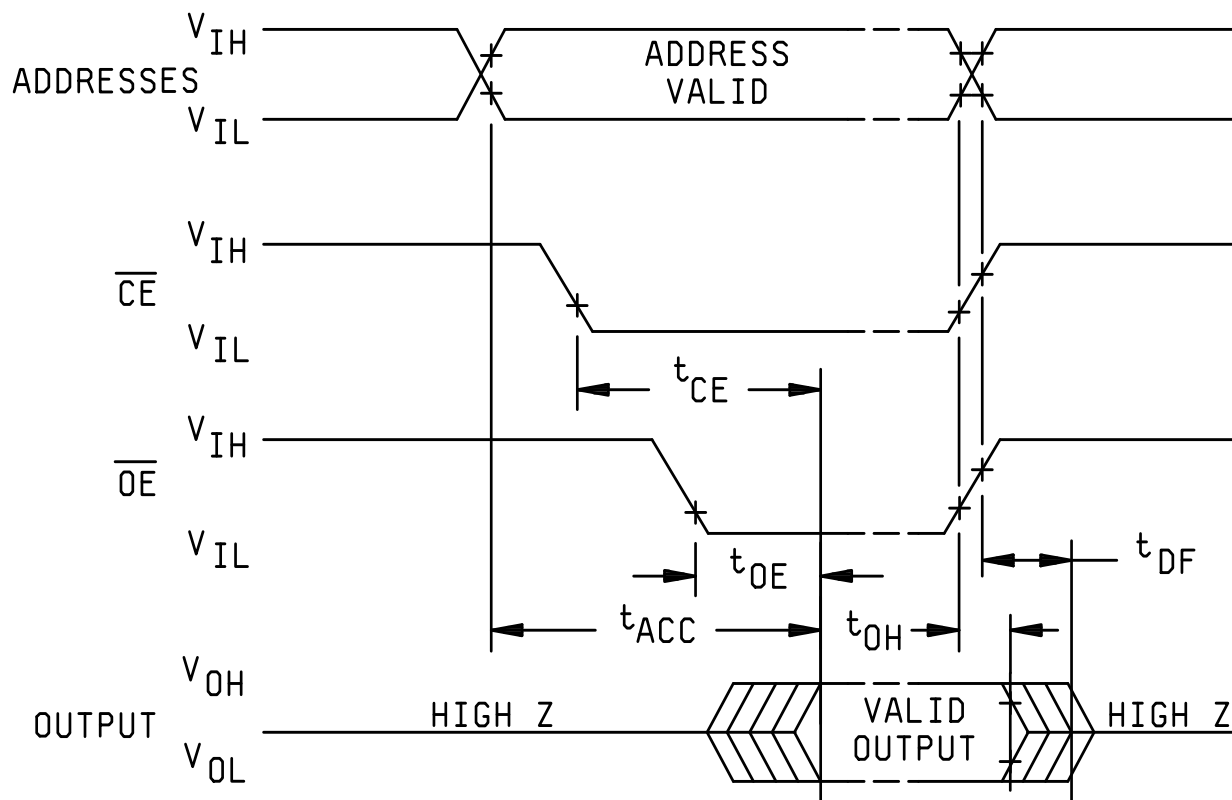 VIH
ADDRESSES
VIL
ADDRESS
VALID
VIH
CE
VIL
tCE
VIH
OE
VIL
tOE
tDF
tACC
tOH
VOH
OUTPUT
VOL
HIGH Z
VALID
OUTPUT
HIGH Z